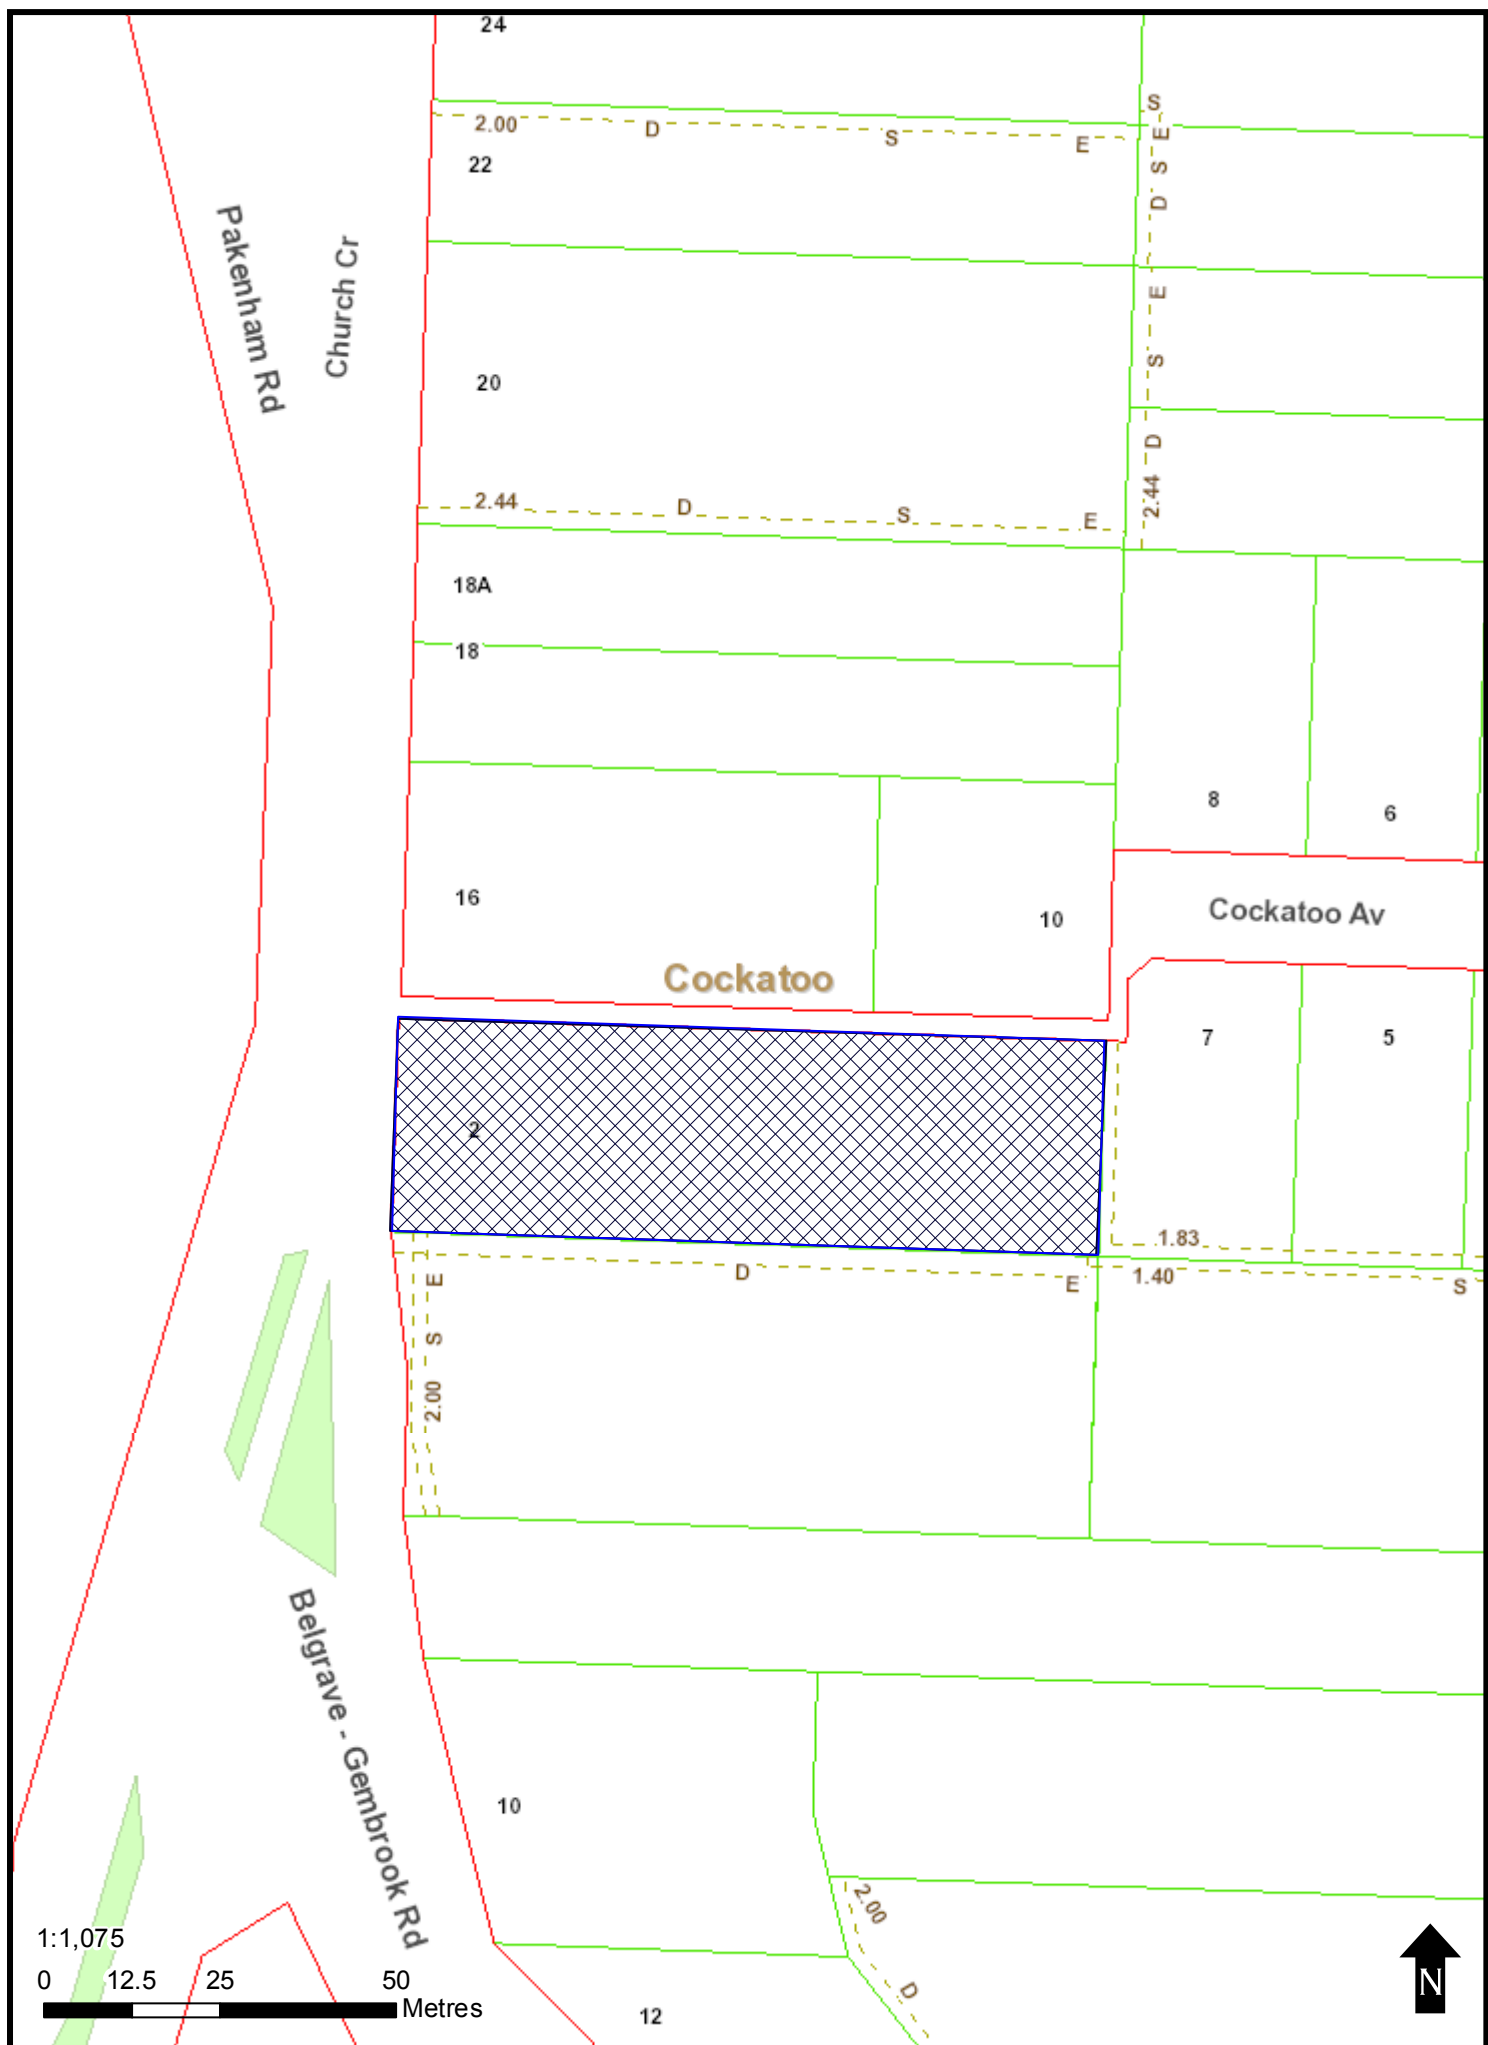 24
S
2.00 D S E
E
22
S
D
Pakenham Rd
Church Cr
E
S
20
D
2.44
2.44 D S E
18A
18
8
6
16
10
Cockatoo Av
Cockatoo
7
5
2
1.83
E
D
E
1.40
S
S
2.00
Belgrave - Gembrook Rd
10
2.00
D
1:1,075
0 12.5 25 50
Metres
12
N